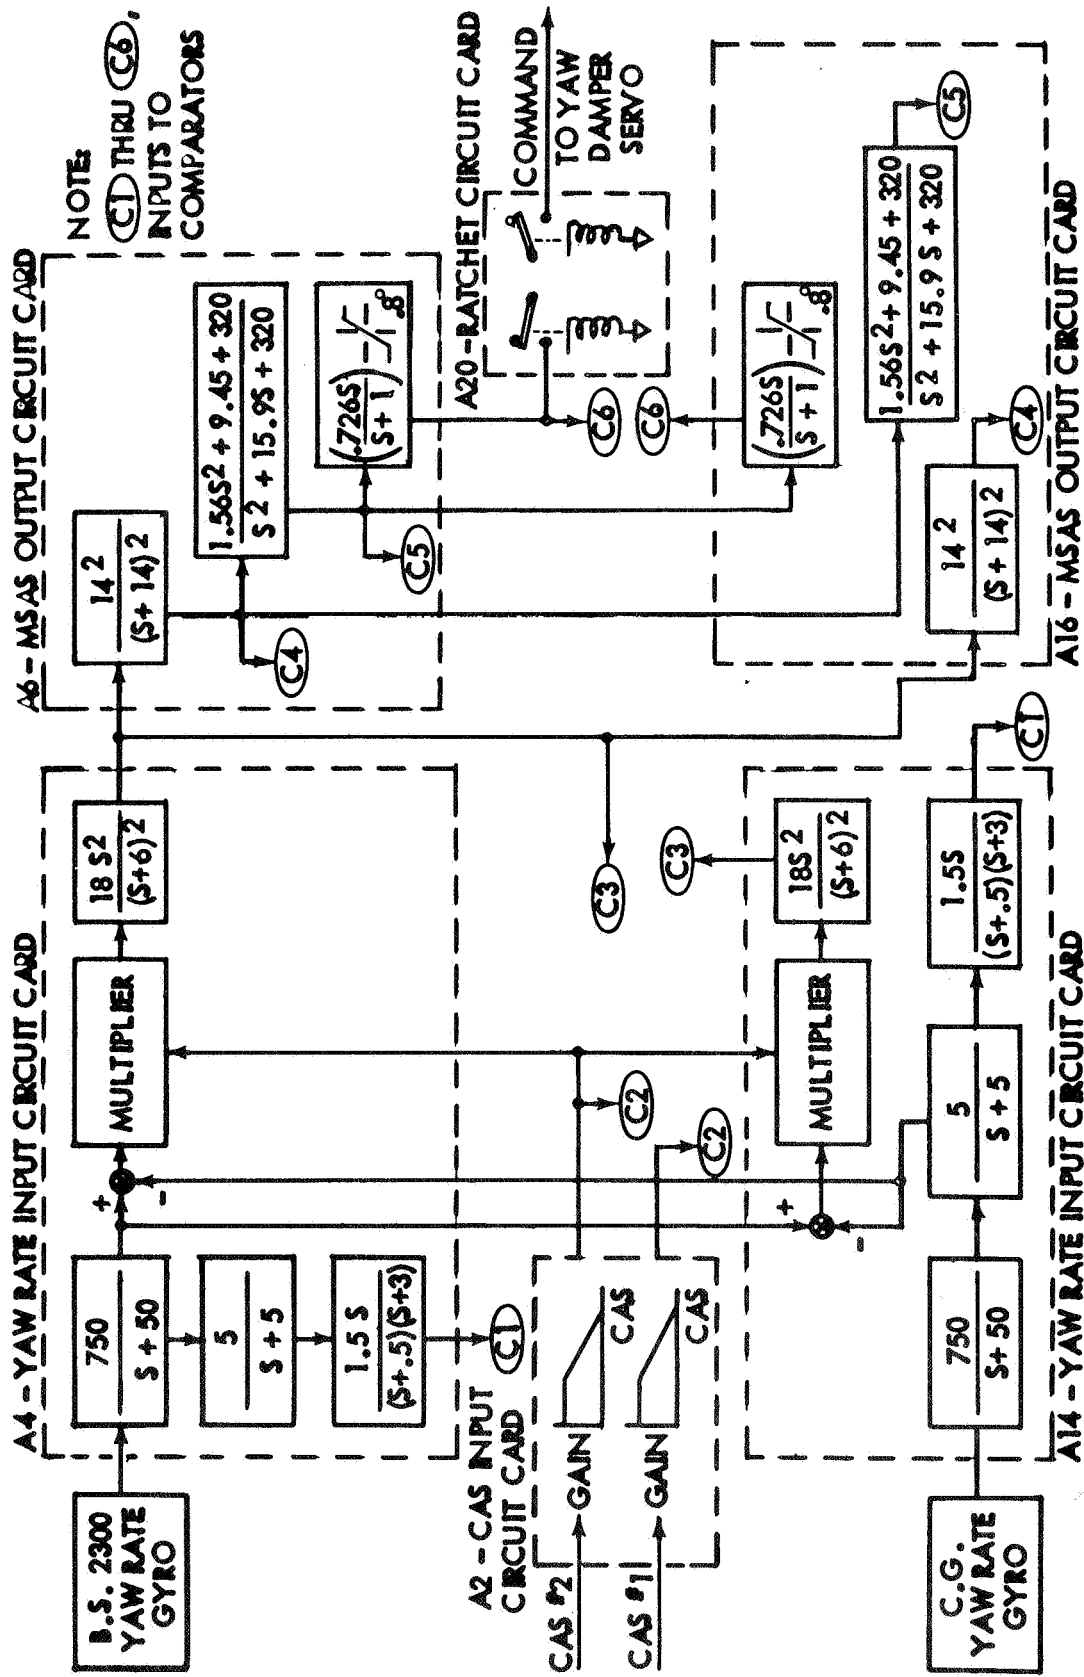 A4 – YAW RATE INPUT CIRCUIT CARD
B.S. 2300
YAW RATE
GYRO
750
S + 50
5
S + 5
1.5 S
(S+.5)(S+3)
C1
+
-
MULTIPLIER
18 S²
(S+6)²
A6 – MSAS OUTPUT CIRCUIT CARD
14²
(S+ 14)²
C4
1.56S² + 9.45 + 320
S² + 15.9S + 320
C5
(.726S
S + 1)
.8°
NOTE:
C1 THRU C6,
INPUTS TO
COMPARATORS
A2 – CAS INPUT
CIRCUIT CARD
CAS #2
GAIN
CAS
CAS #1
GAIN
CAS
C2
C2
C3
C3
A20 – RATCHET CIRCUIT CARD
C6
C6
COMMAND
TO YAW
DAMPER
SERVO
C.G.
YAW RATE
GYRO
750
S+ 50
5
S + 5
1.5S
(S+.5)(S+3)
C1
+
-
MULTIPLIER
18S²
(S+6)²
A14 – YAW RATE INPUT CIRCUIT CARD
14²
(S + 14)²
C4
(.726S
S + 1)
.8°
1.56S² + 9.45 + 320
S² + 15.9 S + 320
C5
A16 – MSAS OUTPUT CIRCUIT CARD